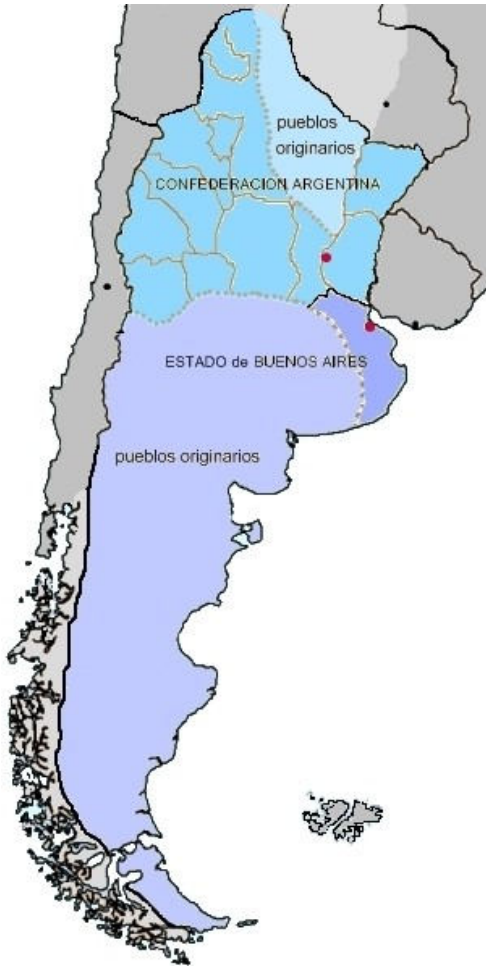 pueblos
originarios
CONFEDERACION ARGENTINA
ESTADO de BUENOS AIRES
pueblos originarios